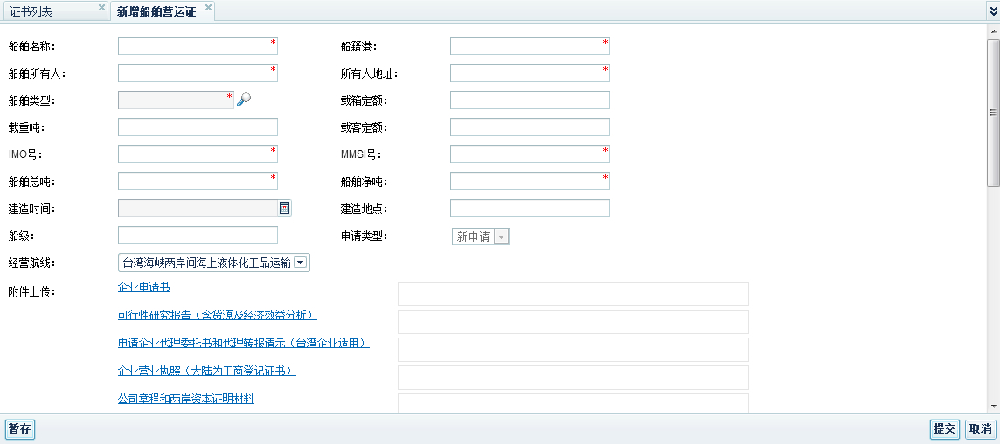 证书列表 新增船舶营运证
船舶名称： * 船籍港： *
船舶所有人： * 所有人地址： *
船舶类型： * 载箱定额：
载重吨： 载客定额：
IMO号： * MMSI号： *
船舶总吨： * 船舶净吨： *
建造时间： 建造地点：
船级： 申请类型： 新申请
经营航线： 台湾海峡两岸间海上液体化工品运输
附件上传： 企业申请书
可行性研究报告（含货源及经济效益分析）
申请企业代理委托书和代理转报请示（台湾企业适用）
企业营业执照（大陆为工商登记证书）
公司章程和两岸资本证明材料
暂存 提交 取消